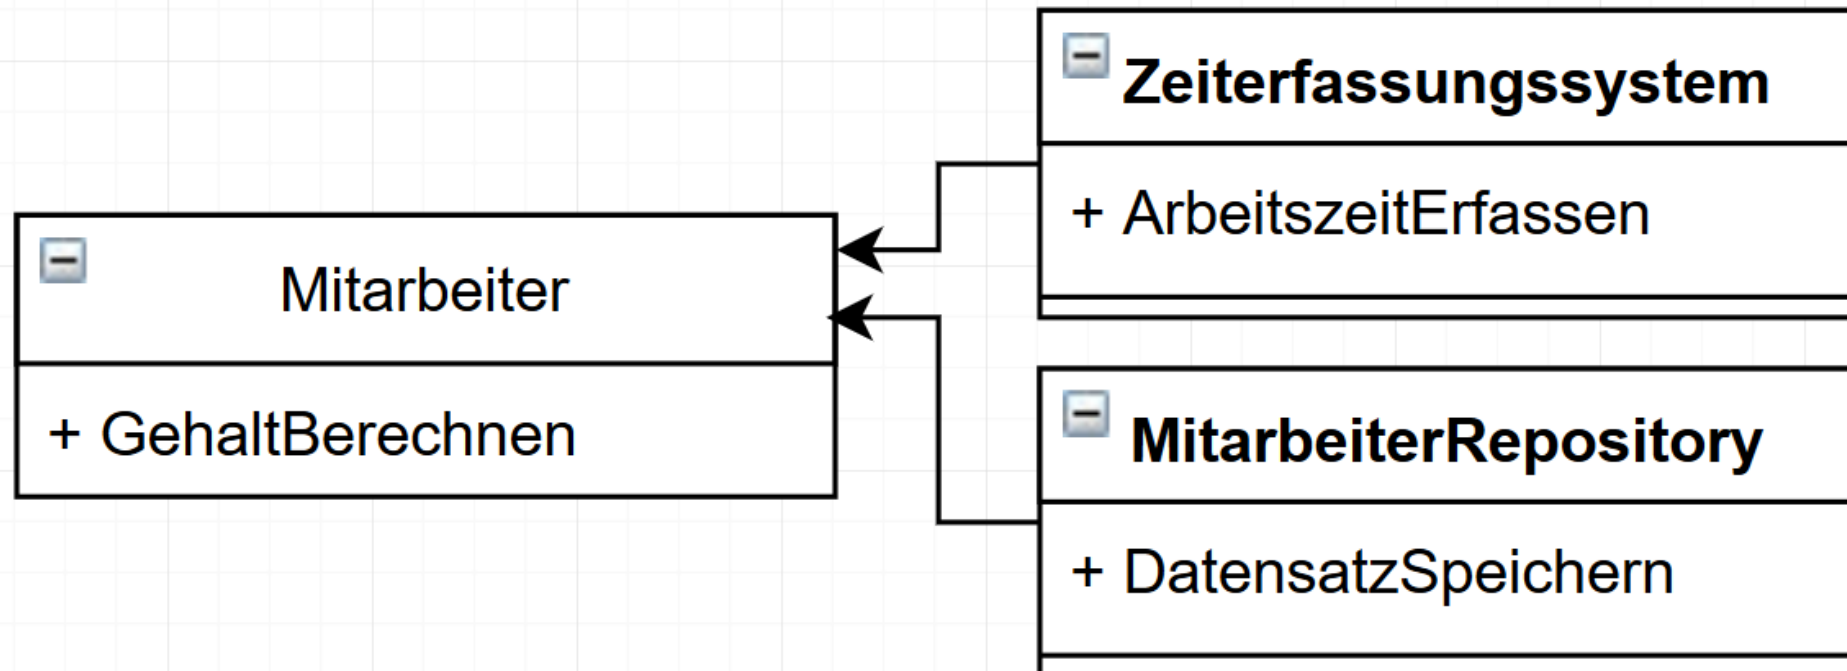 Mitarbeiter
+ GehaltBerechnen
Zeiterfassungssystem
+ ArbeitszeitErfassen
MitarbeiterRepository
+ DatensatzSpeichern